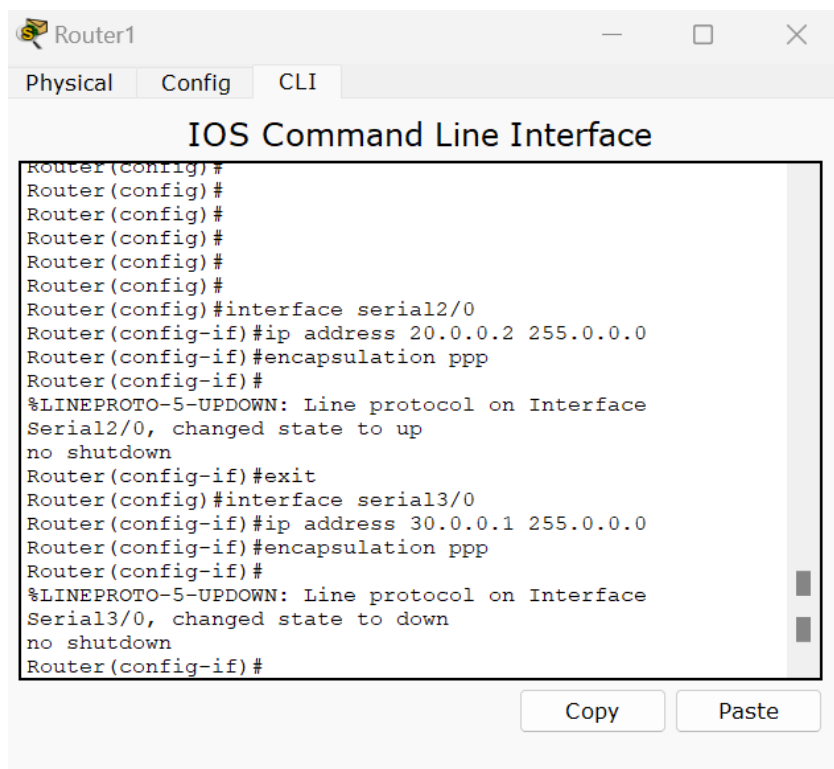 Router1
Physical Config CLI
IOS Command Line Interface
Router(config)#
Router(config)#
Router(config)#
Router(config)#
Router(config)#
Router(config)#
Router(config)#interface serial2/0
Router(config-if)#ip address 20.0.0.2 255.0.0.0
Router(config-if)#encapsulation ppp
Router(config-if)#
%LINEPROTO-5-UPDOWN: Line protocol on Interface
Serial2/0, changed state to up
no shutdown
Router(config-if)#exit
Router(config)#interface serial3/0
Router(config-if)#ip address 30.0.0.1 255.0.0.0
Router(config-if)#encapsulation ppp
Router(config-if)#
%LINEPROTO-5-UPDOWN: Line protocol on Interface
Serial3/0, changed state to down
no shutdown
Router(config-if)#
Copy Paste